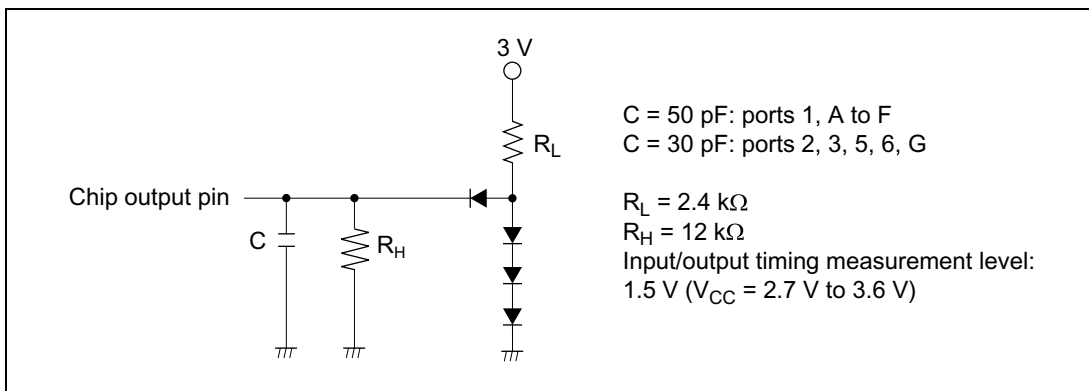 3 V
C = 50 pF: ports 1, A to F
C = 30 pF: ports 2, 3, 5, 6, G
R_L
Chip output pin
R_L = 2.4 kΩ
R_H = 12 kΩ
C
R_H
Input/output timing measurement level:
1.5 V (V_CC = 2.7 V to 3.6 V)